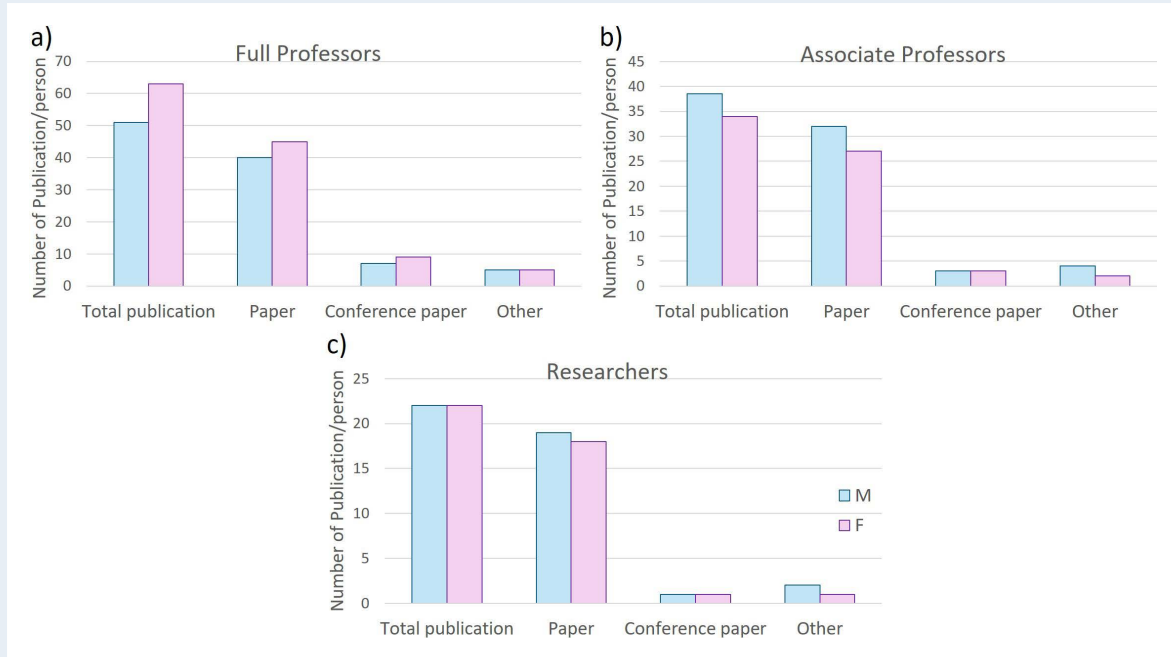 a)
Full Professors
Number of Publication/person
70
60
50
40
30
20
10
0
Total publication Paper Conference paper Other
b)
Associate Professors
Number of Publication/person
45
40
35
30
25
20
15
10
5
0
Total publication Paper Conference paper Other
c)
Researchers
Number of Publication/person
25
20
15
10
5
0
Total publication Paper Conference paper Other
M
F